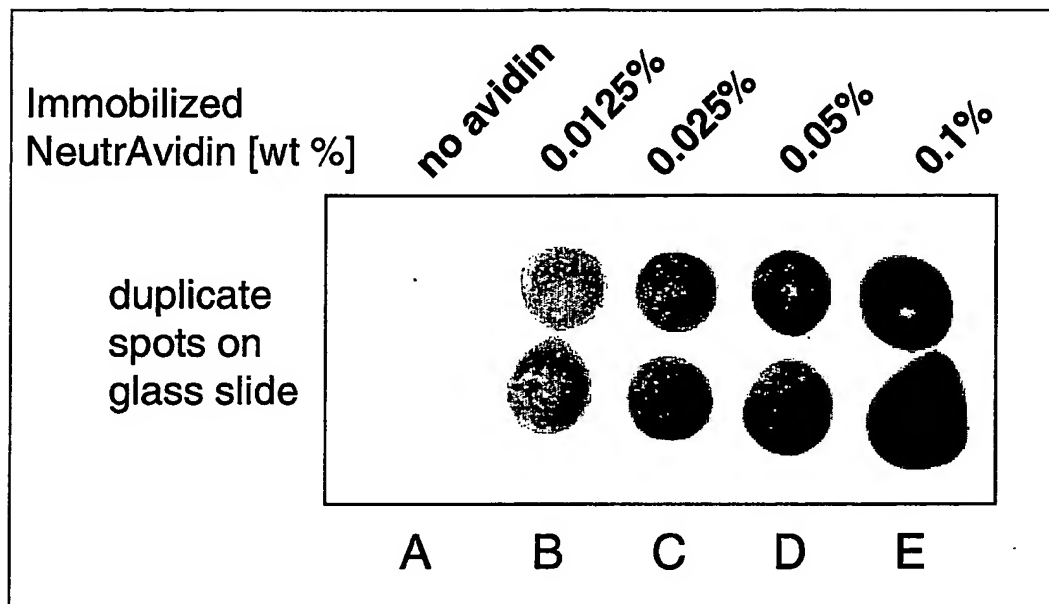 Immobilized
NeutrAvidin [wt %]
no avidin
0.0125%
0.025%
0.05%
0.1%
duplicate
spots on
glass slide
A B C D E